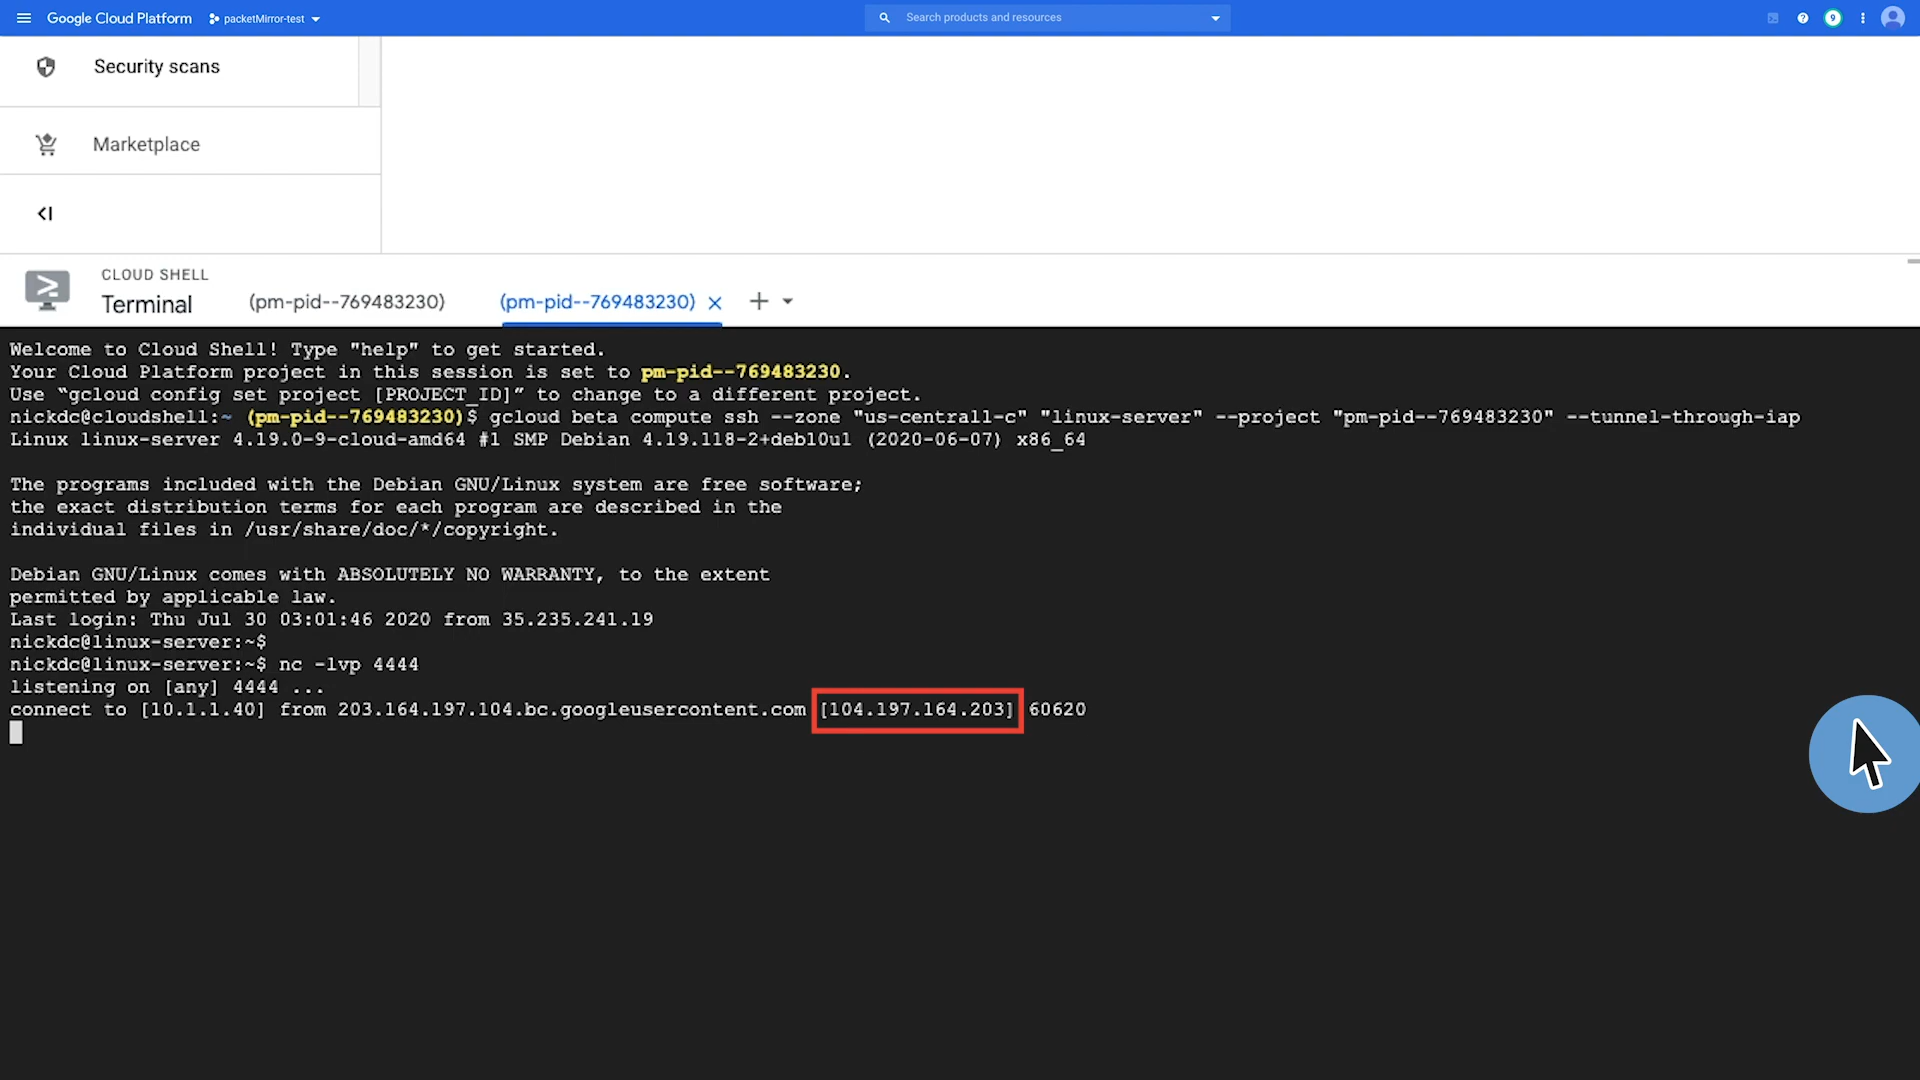 Google Cloud Platform packetMirror-test Search products and resources 9
Security scans
Marketplace
CLOUD SHELL
Terminal (pm-pid--769483230) (pm-pid--769483230)
Welcome to Cloud Shell! Type "help" to get started.
Your Cloud Platform project in this session is set to pm-pid--769483230.
Use “gcloud config set project [PROJECT_ID]” to change to a different project.
nickdc@cloudshell:~ (pm-pid--769483230)$ gcloud beta compute ssh --zone "us-centrall-c" "linux-server" --project "pm-pid--769483230" --tunnel-through-iap
Linux linux-server 4.19.0-9-cloud-amd64 #1 SMP Debian 4.19.118-2+deb10u1 (2020-06-07) x86_64
The programs included with the Debian GNU/Linux system are free software;
the exact distribution terms for each program are described in the
individual files in /usr/share/doc/*/copyright.
Debian GNU/Linux comes with ABSOLUTELY NO WARRANTY, to the extent
permitted by applicable law.
Last login: Thu Jul 30 03:01:46 2020 from 35.235.241.19
nickdc@linux-server:~$
nickdc@linux-server:~$ nc -lvp 4444
listening on [any] 4444 ...
connect to [10.1.1.40] from 203.164.197.104.bc.googleusercontent.com [104.197.164.203] 60620